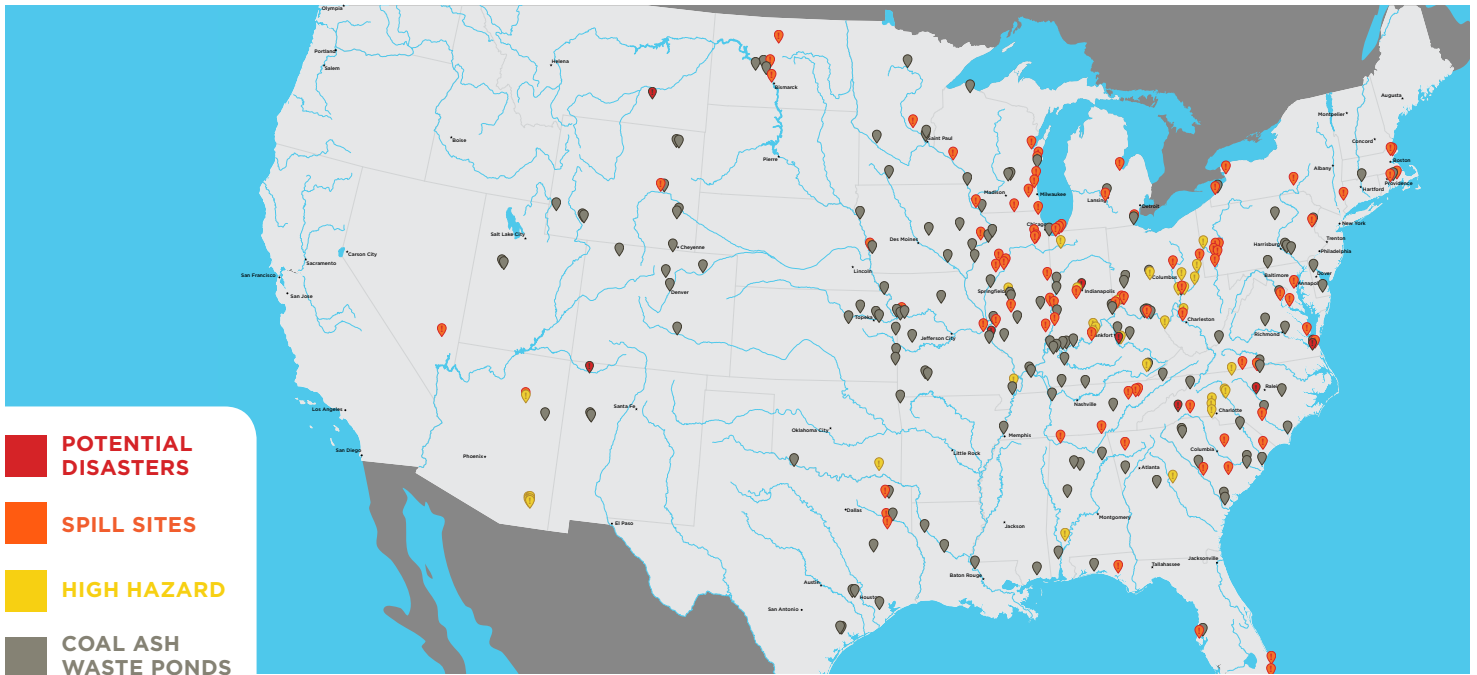 Olympia
Portland
Salem
Helena
Bismarck
Augusta
Montpelier
Boise
Saint Paul
Concord
Pierre
Albany
Boston
Madison
Milwaukee
Lansing
Hartford
Providence
Detroit
Salt Lake City
Chicago
New York
Carson City
Cheyenne
Des Moines
Harrisburg
Trenton
Sacramento
Philadelphia
San Francisco
Lincoln
Columbus
Baltimore
Dover
San Jose
Denver
Springfield
Indianapolis
Topeka
Charleston
Jefferson City
Richmond
Los Angeles
Santa Fe
Nashville
Charlotte
Oklahoma City
Memphis
San Diego
Phoenix
Little Rock
Columbia
Atlanta
Dallas
Montgomery
El Paso
Jackson
Jacksonville
Tallahassee
Baton Rouge
Austin
Houston
San Antonio
POTENTIAL
DISASTERS
SPILL SITES
HIGH HAZARD
COAL ASH
WASTE PONDS